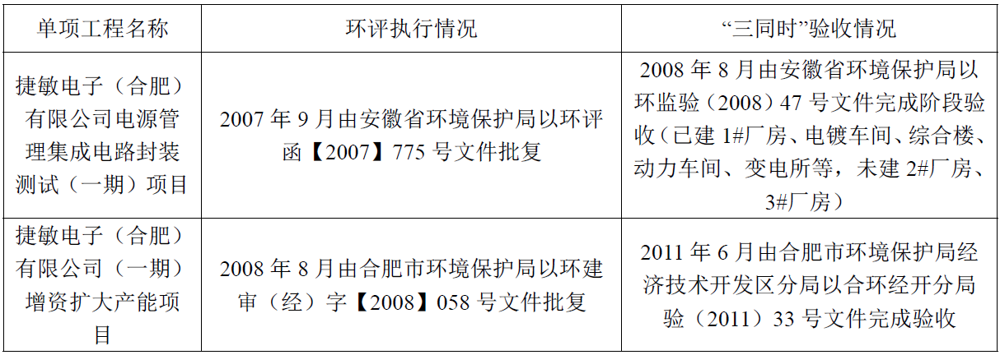 单项工程名称
环评执行情况
“三同时”验收情况
捷敏电子（合肥）
有限公司电源管
理集成电路封装
测试（一期）项目
2007 年 9 月由安徽省环境保护局以环评
函【2007】775 号文件批复
2008 年 8 月由安徽省环境保护局以
环监验（2008）47 号文件完成阶段验
收（已建 1#厂房、电镀车间、综合楼、
动力车间、变电所等，未建 2#厂房、
3#厂房）
捷敏电子（合肥）
有限公司（一期）
增资扩大产能项
目
2008 年 8 月由合肥市环境保护局以环建
审（经）字【2008】058 号文件批复
2011 年 6 月由合肥市环境保护局经
济技术开发区分局以合环经开分局
验（2011）33 号文件完成验收